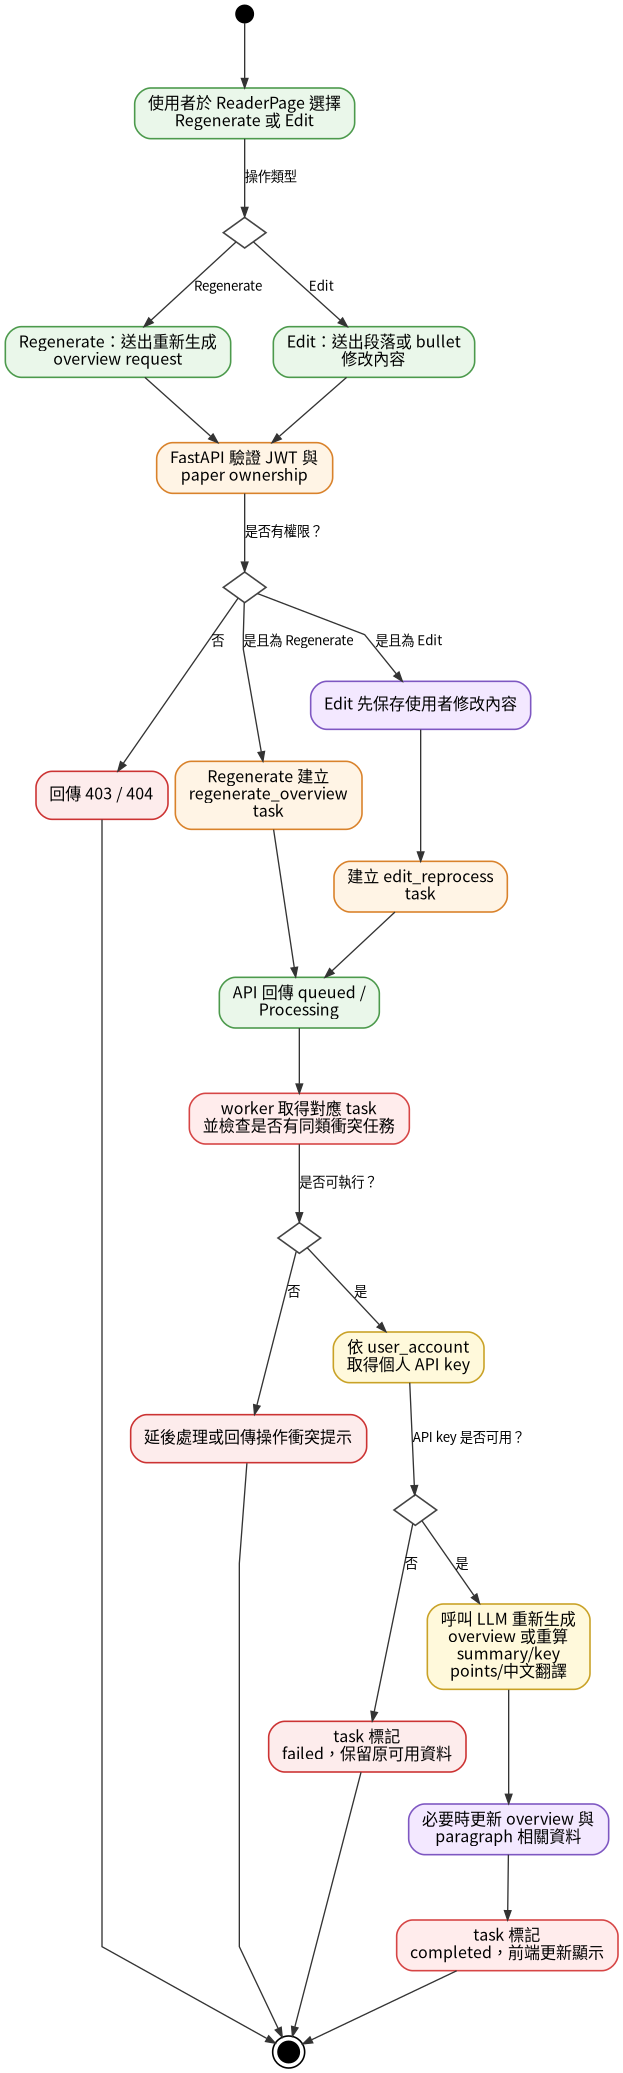 使用者於 ReaderPage 選擇
Regenerate 或 Edit
操作類型
Regenerate
Edit
Regenerate：送出重新生成
overview request
Edit：送出段落或 bullet
修改內容
FastAPI 驗證 JWT 與
paper ownership
是否有權限？
否
是且為 Regenerate
是且為 Edit
Edit 先保存使用者修改內容
回傳 403 / 404
Regenerate 建立
regenerate_overview
task
建立 edit_reprocess
task
API 回傳 queued /
Processing
worker 取得對應 task
並檢查是否有同類衝突任務
是否可執行？
否
是
依 user_account
取得個人 API key
延後處理或回傳操作衝突提示
API key 是否可用？
否
是
呼叫 LLM 重新生成
overview 或重算
summary/key
points/中文翻譯
task 標記
failed，保留原可用資料
必要時更新 overview 與
paragraph 相關資料
task 標記
completed，前端更新顯示